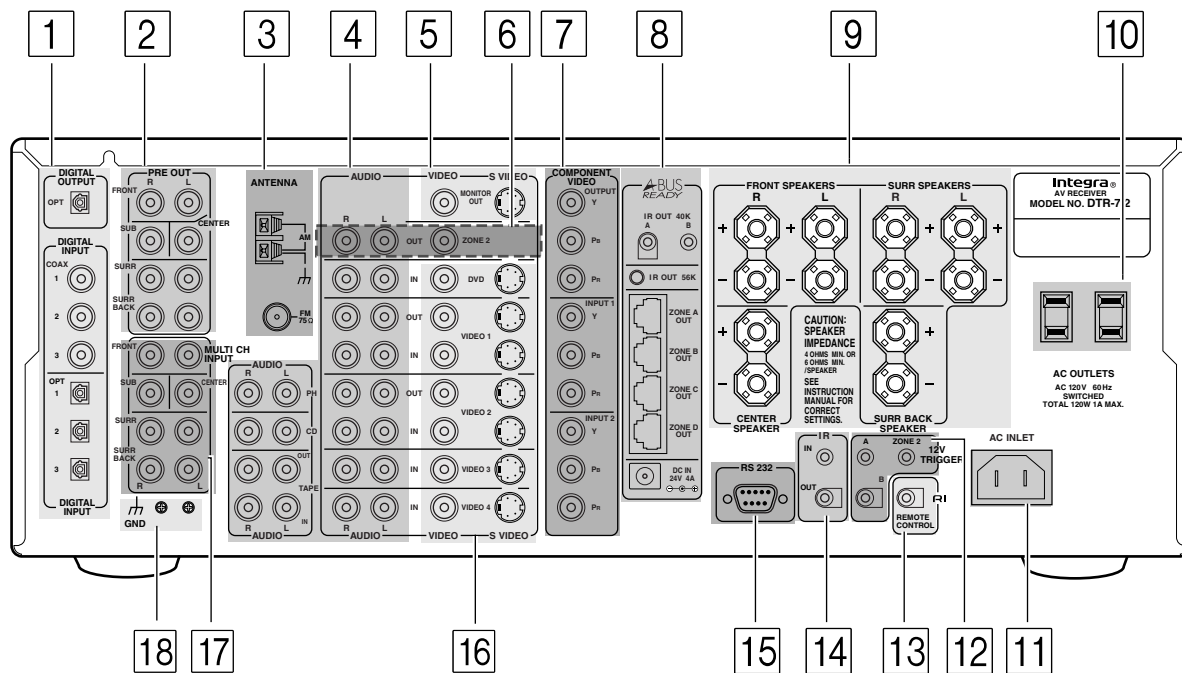 1 2 3 4 5 6 7 8 9 10
DIGITAL
OUTPUT
OPT
DIGITAL
INPUT
COAX
1
2
3
OPT
1
2
3
DIGITAL
INPUT
PRE OUT
R L
FRONT
SUB
CENTER
SURR
SURR
BACK
FRONT
MULTI CH
INPUT
SUB
CENTER
SURR
SURR
BACK
R L
GND
ANTENNA
AM
FM
75Ω
AUDIO
R L
PH
CD
OUT
TAPE
IN
R L
AUDIO
AUDIO VIDEO S VIDEO
R L
MONITOR
OUT
OUT ZONE 2
IN DVD
OUT
VIDEO 1
IN
OUT
VIDEO 2
IN
IN VIDEO 3
IN VIDEO 4
R L
AUDIO VIDEO S VIDEO
COMPONENT
VIDEO
OUTPUT
Y
PB
PR
INPUT 1
Y
PB
PR
INPUT 2
Y
PB
PR
A-BUS
READY
IR OUT 40K
A B
IR OUT 56K
ZONE A
OUT
ZONE B
OUT
ZONE C
OUT
ZONE D
OUT
DC IN
24V 4A
FRONT SPEAKERS
R L
+ +
− −
SURR SPEAKERS
R L
+ +
− −
+
−
CENTER
SPEAKER
CAUTION:
SPEAKER
IMPEDANCE
4 OHMS MIN. OR
6 OHMS MIN.
/SPEAKER
SEE
INSTRUCTION
MANUAL FOR
CORRECT
SETTINGS.
+
−
SURR BACK
SPEAKER
Integra®
AV RECEIVER
MODEL NO. DTR-7.2
AC OUTLETS
AC 120V 60Hz
SWITCHED
TOTAL 120W 1A MAX.
RS 232
IR
IN
OUT
A ZONE 2
12V
TRIGGER
B
RI
REMOTE
CONTROL
AC INLET
18 17 16 15 14 13 12 11